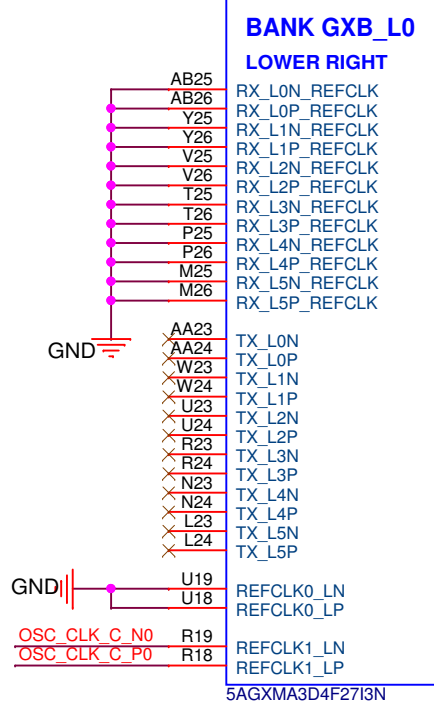 BANK GXB_L0
LOWER RIGHT
AB25 RX_L0N_REFCLK
AB26 RX_L0P_REFCLK
Y25 RX_L1N_REFCLK
Y26 RX_L1P_REFCLK
V25 RX_L2N_REFCLK
V26 RX_L2P_REFCLK
T25 RX_L3N_REFCLK
T26 RX_L3P_REFCLK
P25 RX_L4N_REFCLK
P26 RX_L4P_REFCLK
M25 RX_L5N_REFCLK
M26 RX_L5P_REFCLK
GND
AA23 TX_L0N
AA24 TX_L0P
W23 TX_L1N
W24 TX_L1P
U23 TX_L2N
U24 TX_L2P
R23 TX_L3N
R24 TX_L3P
N23 TX_L4N
N24 TX_L4P
L23 TX_L5N
L24 TX_L5P
GND U19 REFCLK0_LN
U18 REFCLK0_LP
OSC_CLK_C_N0 R19 REFCLK1_LN
OSC_CLK_C_P0 R18 REFCLK1_LP
5AGXMA3D4F27I3N